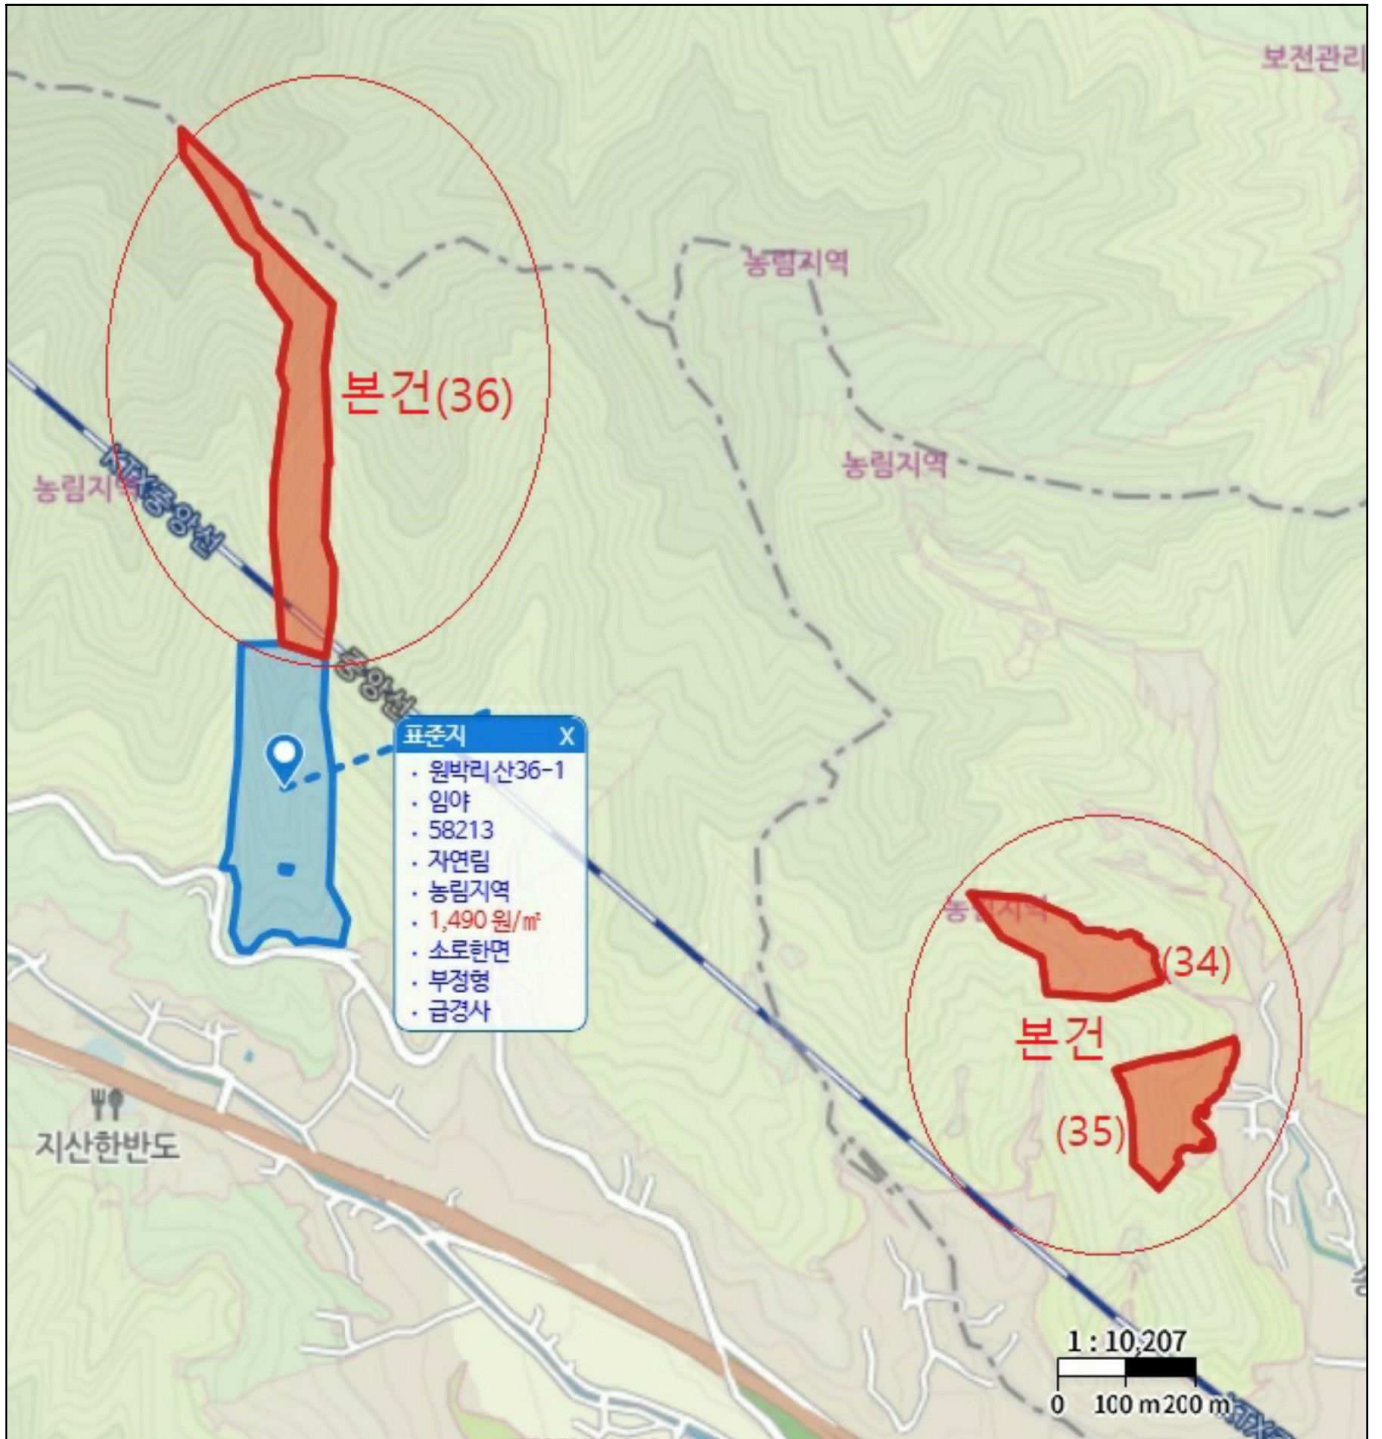 보전관리
농림지역
본건(36)
농림지역
농림지역
KTX중앙선
중앙선
표준지 X
· 원박리 산36-1
· 임야
· 58213
· 자연림
· 농림지역
· 1,490 원/㎡
· 소로한면
· 부정형
· 급경사
농림지역
(34)
본건
(35)
지산한반도
1 : 10,207
0 100 m 200 m